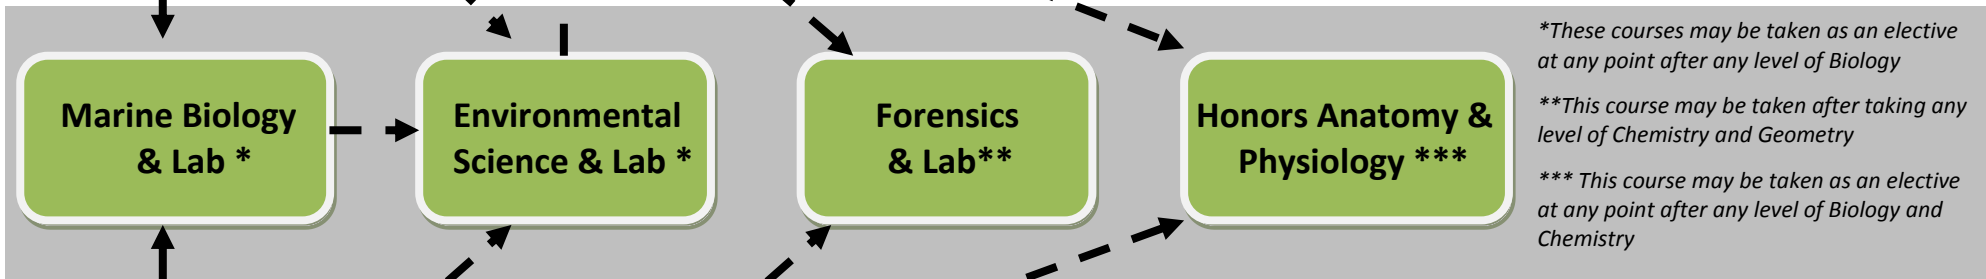 Marine Biology
& Lab *
Environmental
Science & Lab *
Forensics
& Lab**
Honors Anatomy &
Physiology ***
*These courses may be taken as an elective
at any point after any level of Biology
**This course may be taken after taking any
level of Chemistry and Geometry
*** This course may be taken as an elective
at any point after any level of Biology and
Chemistry